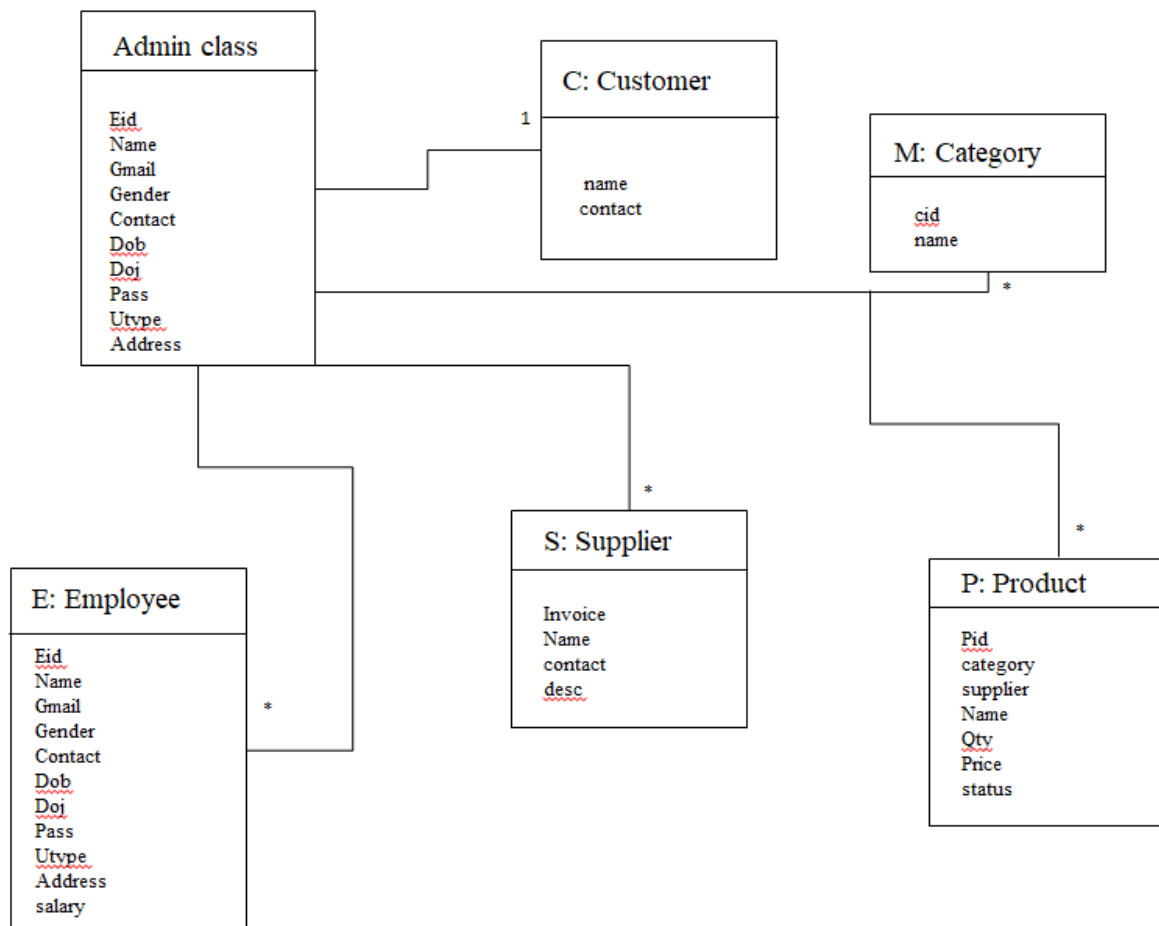 Admin class
Eid
Name
Gmail
Gender
Contact
Dob
Doj
Pass
Utype
Address
1
C: Customer
name
contact
M: Category
cid
name
*
*
S: Supplier
Invoice
Name
contact
desc
*
P: Product
Pid
category
supplier
Name
Qty
Price
status
E: Employee
Eid
Name
Gmail
Gender
Contact
Dob
Doj
Pass
Utype
Address
salary
*